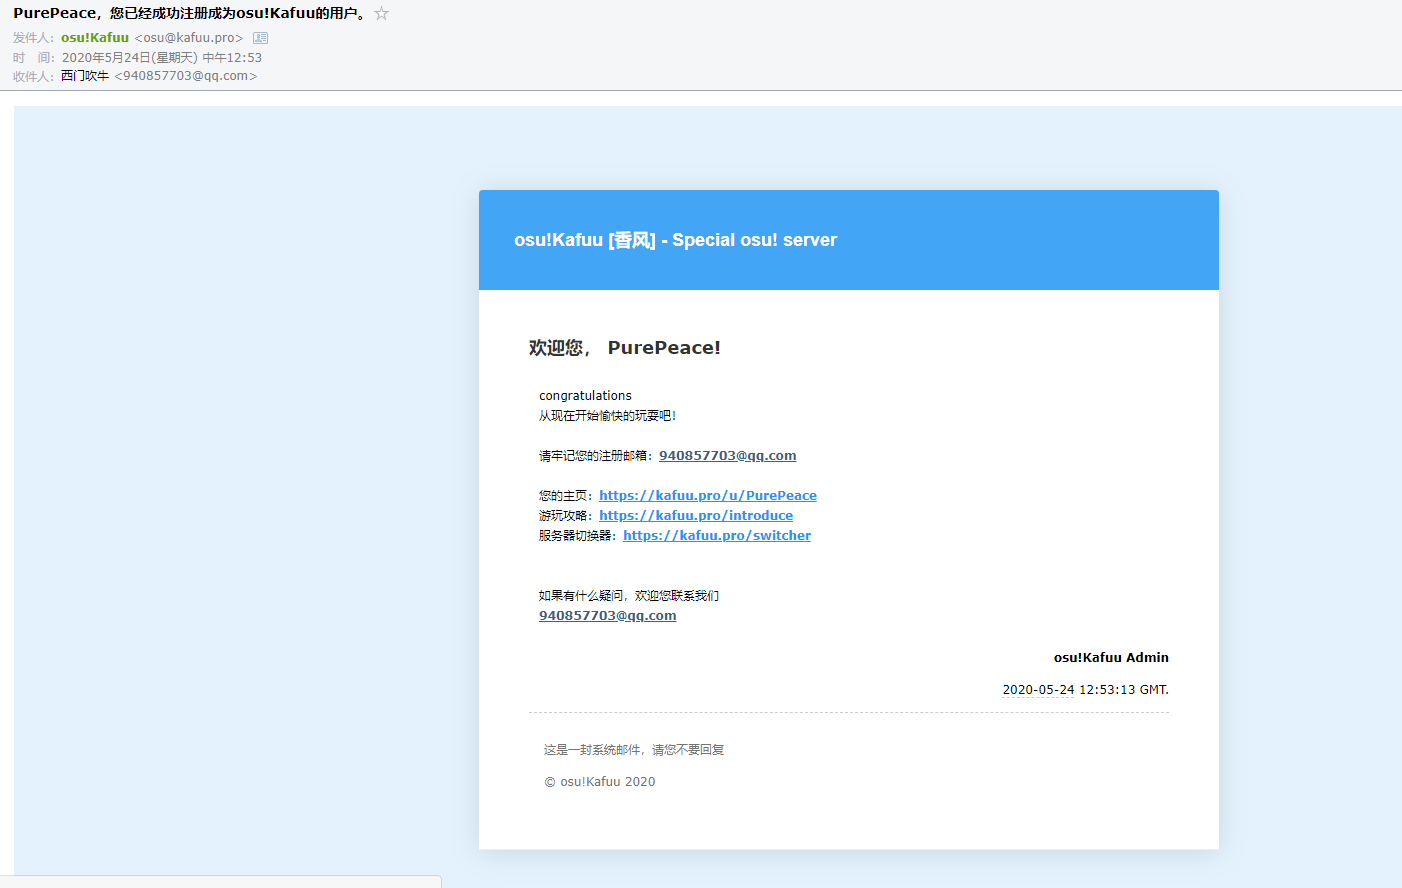 PurePeace，您已经成功注册成为osu!Kafuu的用户。
发件人：osu!Kafuu <osu@kafuu.pro>
时　间：2020年5月24日(星期天) 中午12:53
收件人：西门吹牛 <940857703@qq.com>
osu!Kafuu [香风] - Special osu! server
欢迎您， PurePeace!
congratulations
从现在开始愉快的玩耍吧!
请牢记您的注册邮箱：940857703@qq.com
您的主页：https://kafuu.pro/u/PurePeace
游玩攻略：https://kafuu.pro/introduce
服务器切换器：https://kafuu.pro/switcher
如果有什么疑问，欢迎您联系我们
940857703@qq.com
osu!Kafuu Admin
2020-05-24 12:53:13 GMT.
这是一封系统邮件，请您不要回复
© osu!Kafuu 2020